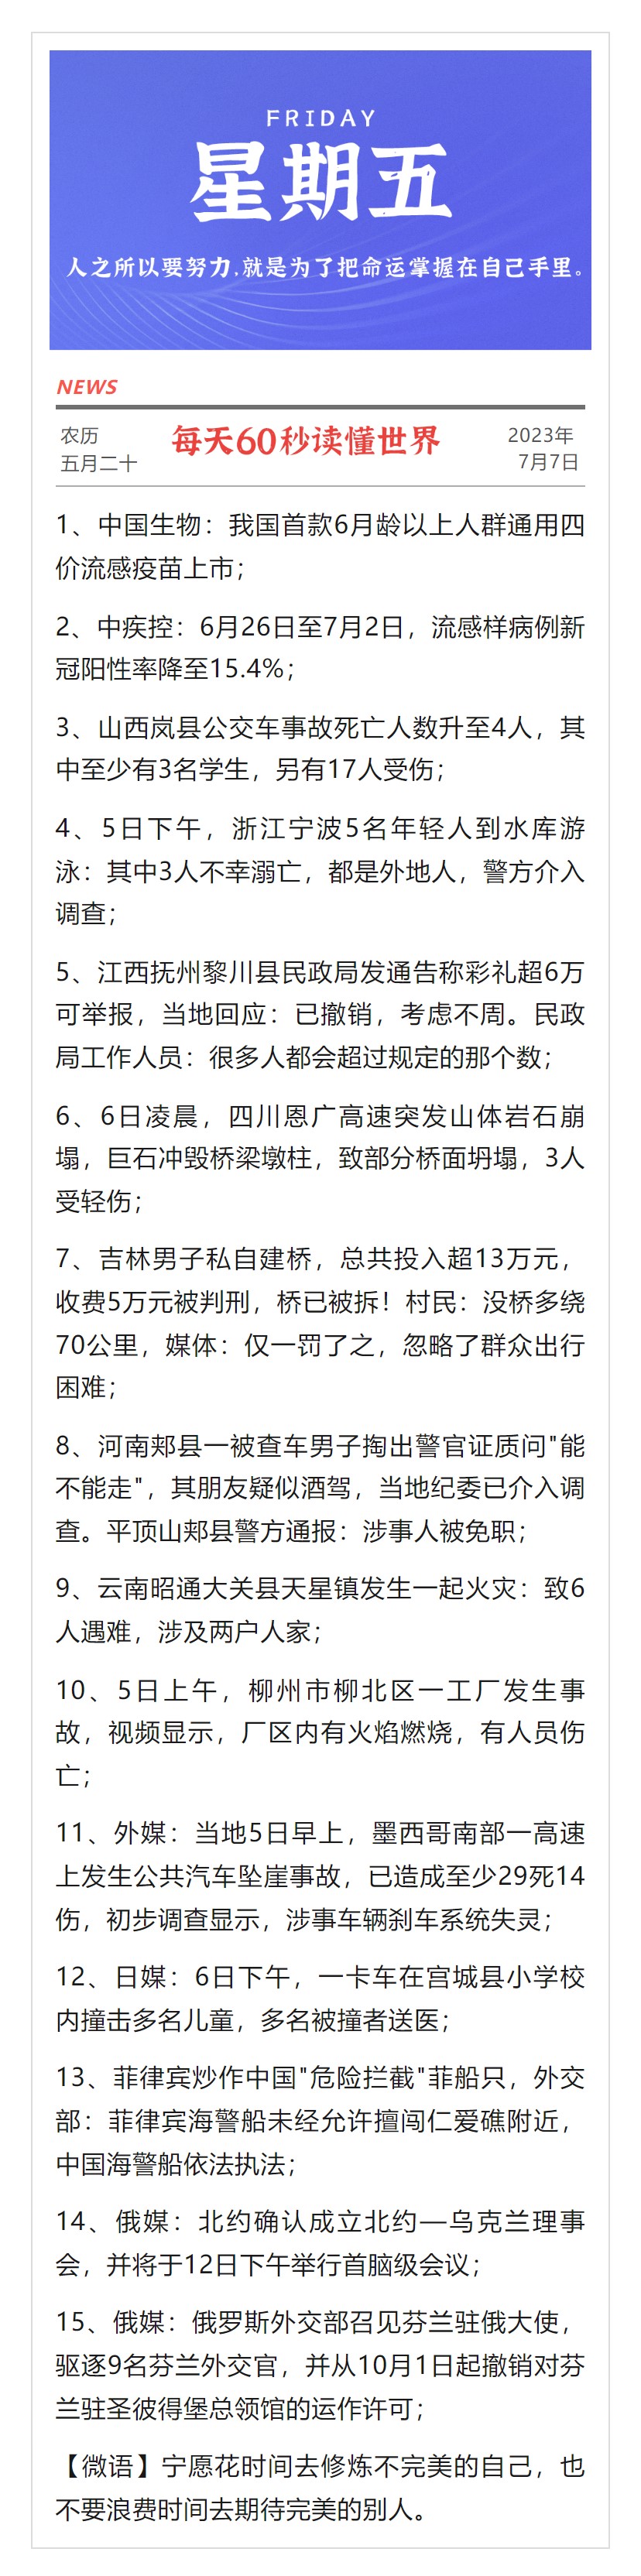 FRIDAY
星期五
人之所以要努力,就是为了把命运掌握在自己手里。
NEWS
农历
五月二十
每天60秒读懂世界
2023年
7月7日
1、中国生物：我国首款6月龄以上人群通用四
价流感疫苗上市；
2、中疾控：6月26日至7月2日，流感样病例新
冠阳性率降至15.4%；
3、山西岚县公交车事故死亡人数升至4人，其
中至少有3名学生，另有17人受伤；
4、5日下午，浙江宁波5名年轻人到水库游
泳：其中3人不幸溺亡，都是外地人，警方介入
调查；
5、江西抚州黎川县民政局发通告称彩礼超6万
可举报，当地回应：已撤销，考虑不周。民政
局工作人员：很多人都会超过规定的那个数；
6、6日凌晨，四川恩广高速突发山体岩石崩
塌，巨石冲毁桥梁墩柱，致部分桥面坍塌，3人
受轻伤；
7、吉林男子私自建桥，总共投入超13万元，
收费5万元被判刑，桥已被拆！村民：没桥多绕
70公里，媒体：仅一罚了之，忽略了群众出行
困难；
8、河南郏县一被查车男子掏出警官证质问"能
不能走"，其朋友疑似酒驾，当地纪委已介入调
查。平顶山郏县警方通报：涉事人被免职；
9、云南昭通大关县天星镇发生一起火灾：致6
人遇难，涉及两户人家；
10、5日上午，柳州市柳北区一工厂发生事
故，视频显示，厂区内有火焰燃烧，有人员伤
亡；
11、外媒：当地5日早上，墨西哥南部一高速
上发生公共汽车坠崖事故，已造成至少29死14
伤，初步调查显示，涉事车辆刹车系统失灵；
12、日媒：6日下午，一卡车在宫城县小学校
内撞击多名儿童，多名被撞者送医；
13、菲律宾炒作中国"危险拦截"菲船只，外交
部：菲律宾海警船未经允许擅闯仁爱礁附近，
中国海警船依法执法；
14、俄媒：北约确认成立北约—乌克兰理事
会，并将于12日下午举行首脑级会议；
15、俄媒：俄罗斯外交部召见芬兰驻俄大使，
驱逐9名芬兰外交官，并从10月1日起撤销对芬
兰驻圣彼得堡总领馆的运作许可；
【微语】宁愿花时间去修炼不完美的自己，也
不要浪费时间去期待完美的别人。